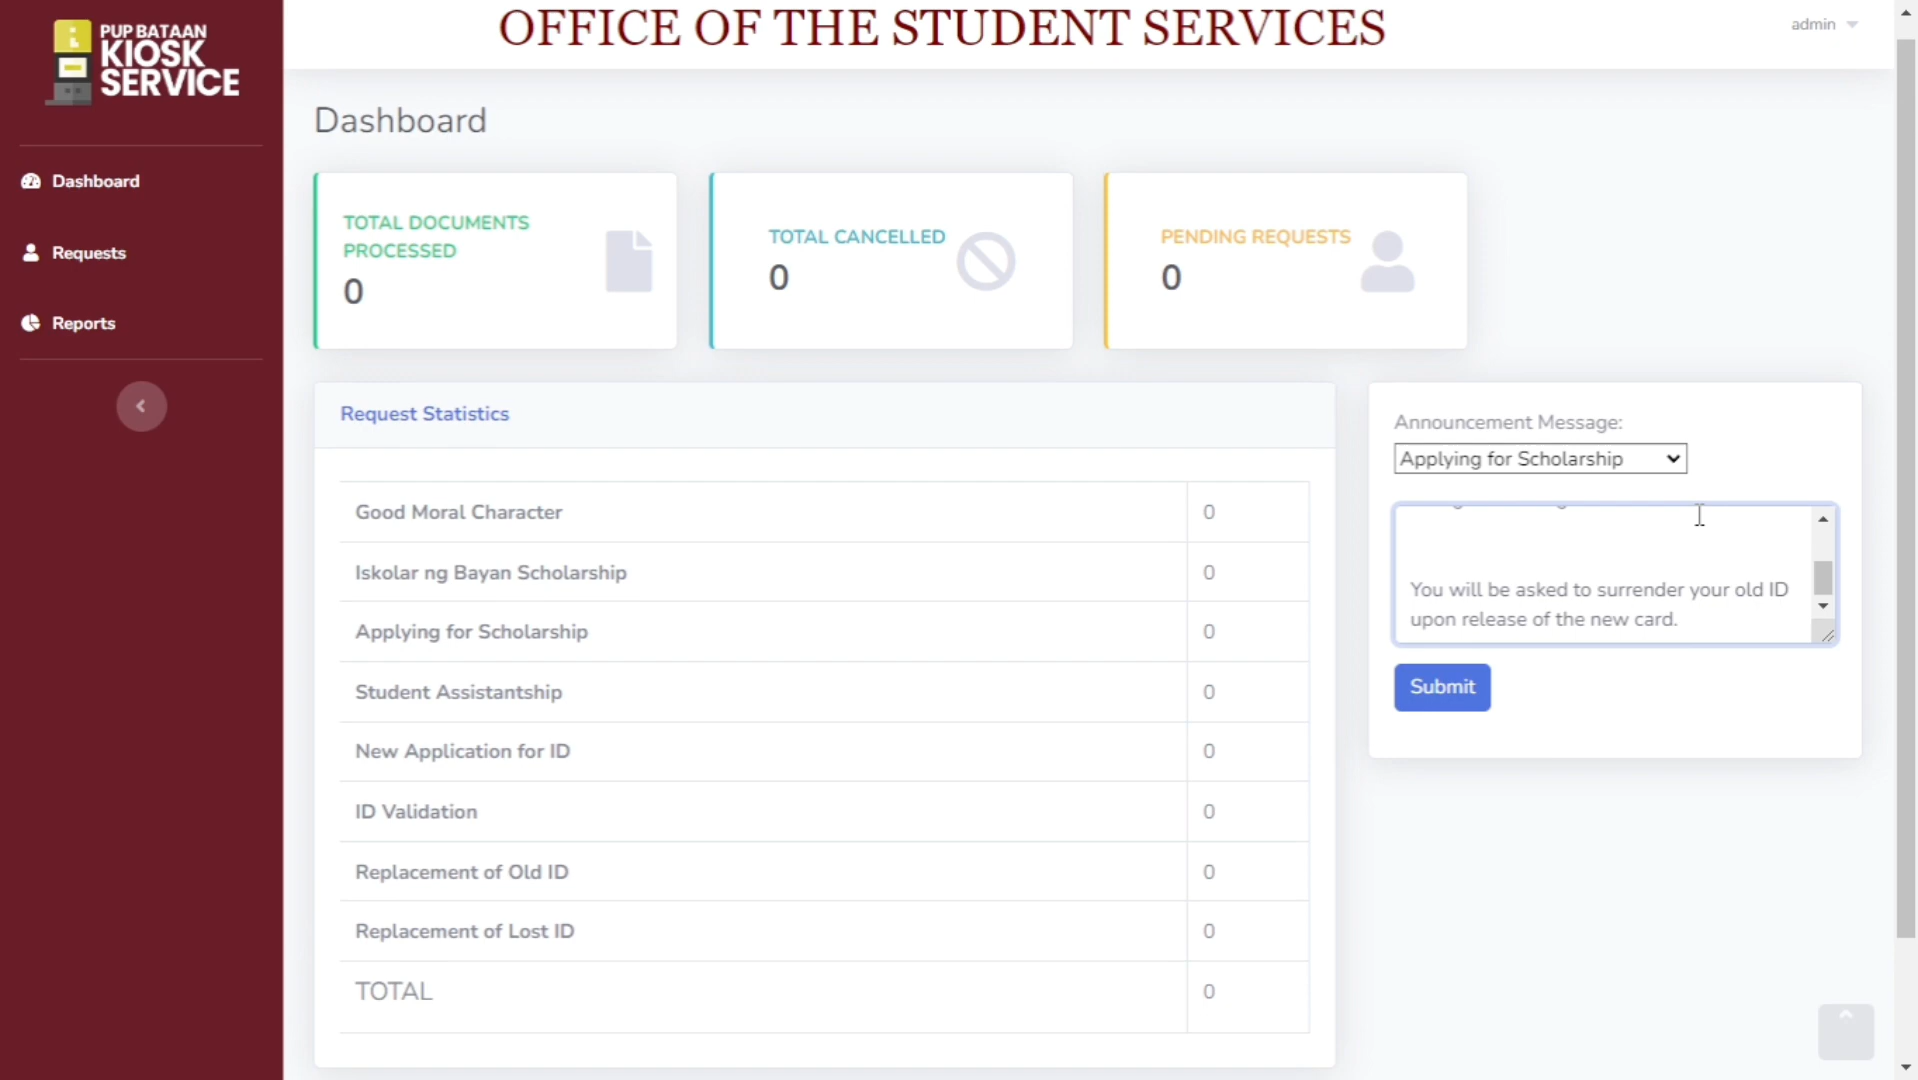 PUP BATAAN
KIOSK
SERVICE
OFFICE OF THE STUDENT SERVICES
admin
Dashboard
Requests
Reports
Dashboard
TOTAL DOCUMENTS
PROCESSED
0
TOTAL CANCELLED
0
PENDING REQUESTS
0
Request Statistics
Good Moral Character 0
Iskolar ng Bayan Scholarship 0
Applying for Scholarship 0
Student Assistantship 0
New Application for ID 0
ID Validation 0
Replacement of Old ID 0
Replacement of Lost ID 0
TOTAL 0
Announcement Message:
Applying for Scholarship
You will be asked to surrender your old ID
upon release of the new card.
Submit